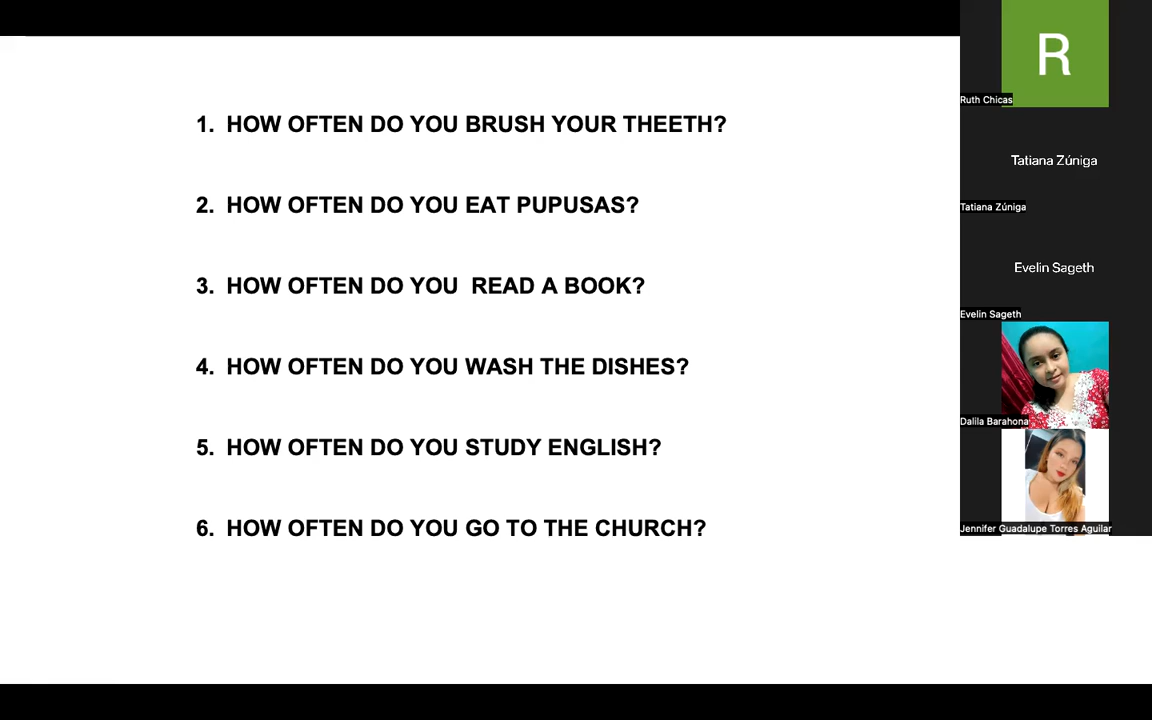 1. HOW OFTEN DO YOU BRUSH YOUR THEETH?
2. HOW OFTEN DO YOU EAT PUPUSAS?
3. HOW OFTEN DO YOU  READ A BOOK?
4. HOW OFTEN DO YOU WASH THE DISHES?
5. HOW OFTEN DO YOU STUDY ENGLISH?
6. HOW OFTEN DO YOU GO TO THE CHURCH?
R
Ruth Chicas
Tatiana Zúniga
Tatiana Zúniga
Evelin Sageth
Evelin Sageth
Dalila Barahona
Jennifer Guadalupe Torres Aguilar